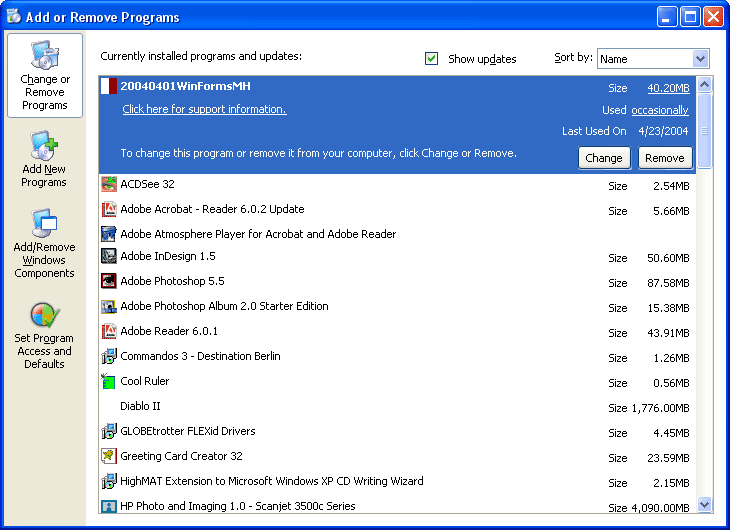 Add or Remove Programs
Currently installed programs and updates:
Show updates
Sort by:
Name
Change or
Remove
Programs
Add New
Programs
Add/Remove
Windows
Components
Set Program
Access and
Defaults
20040401WinFormsMH
Size 40.20MB
Click here for support information.
Used occasionally
Last Used On 4/23/2004
To change this program or remove it from your computer, click Change or Remove.
Change
Remove
ACDSee 32 Size 2.54MB
Adobe Acrobat - Reader 6.0.2 Update Size 5.66MB
Adobe Atmosphere Player for Acrobat and Adobe Reader
Adobe InDesign 1.5 Size 50.60MB
Adobe Photoshop 5.5 Size 87.58MB
Adobe Photoshop Album 2.0 Starter Edition Size 15.38MB
Adobe Reader 6.0.1 Size 43.91MB
Commandos 3 - Destination Berlin Size 1.26MB
Cool Ruler Size 0.56MB
Diablo II Size 1,776.00MB
GLOBEtrotter FLEXid Drivers Size 4.45MB
Greeting Card Creator 32 Size 23.59MB
HighMAT Extension to Microsoft Windows XP CD Writing Wizard Size 2.15MB
HP Photo and Imaging 1.0 - Scanjet 3500c Series Size 4,090.00MB